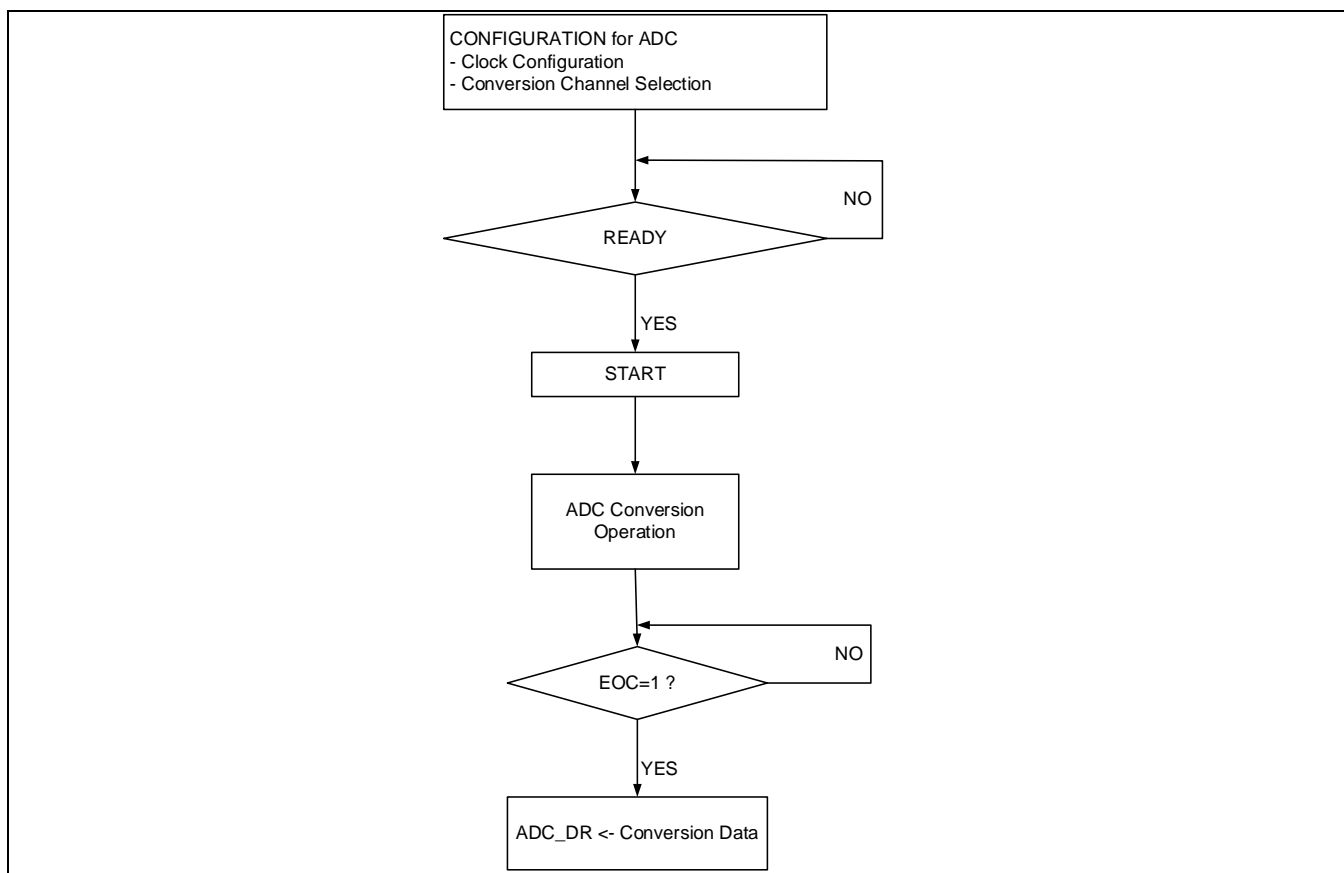 CONFIGURATION for ADC
- Clock Configuration
- Conversion Channel Selection
NO
READY
YES
START
ADC Conversion
Operation
NO
EOC=1 ?
YES
ADC_DR <- Conversion Data